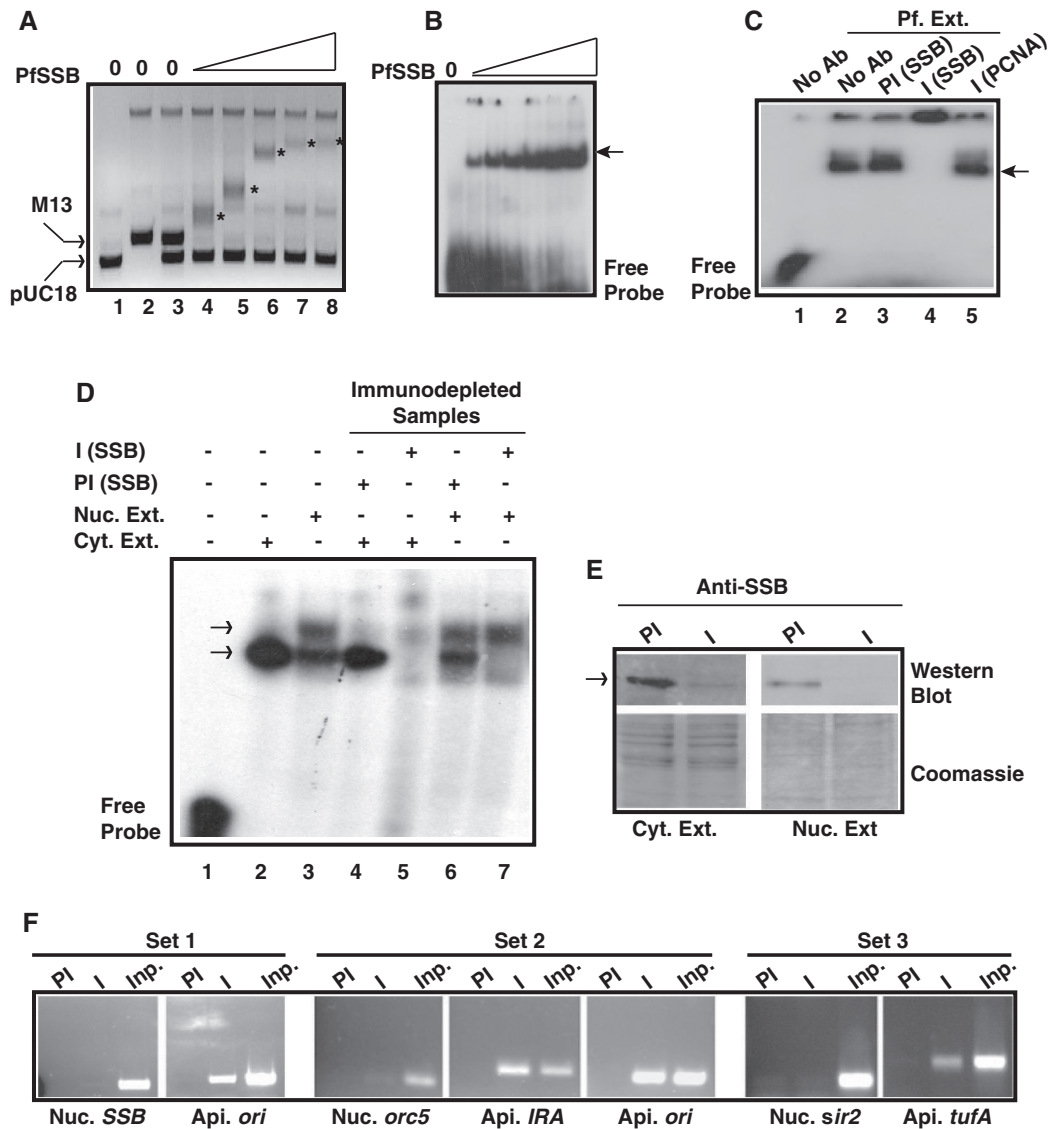 A
0 0 0
PfSSB
*
*
*
*
*
M13
pUC18
1 2 3 4 5 6 7 8
B
PfSSB 0
Free
Probe
C
Pf. Ext.
No Ab
No Ab
PI (SSB)
I (SSB)
I (PCNA)
Free
Probe
1 2 3 4 5
D
Immunodepleted
Samples
I (SSB) - - - - + - +
PI (SSB) - - - + - + -
Nuc. Ext. - - + - - + +
Cyt. Ext. - + - + + - -
Free
Probe
1 2 3 4 5 6 7
E
Anti-SSB
PI I PI I
Western
Blot
Coomassie
Cyt. Ext. Nuc. Ext
F
Set 1 Set 2 Set 3
PI I Inp. PI I Inp. PI I Inp. PI I Inp. PI I Inp. PI I Inp. PI I Inp.
Nuc. SSB Api. ori Nuc. orc5 Api. IRA Api. ori Nuc. sir2 Api. tufA